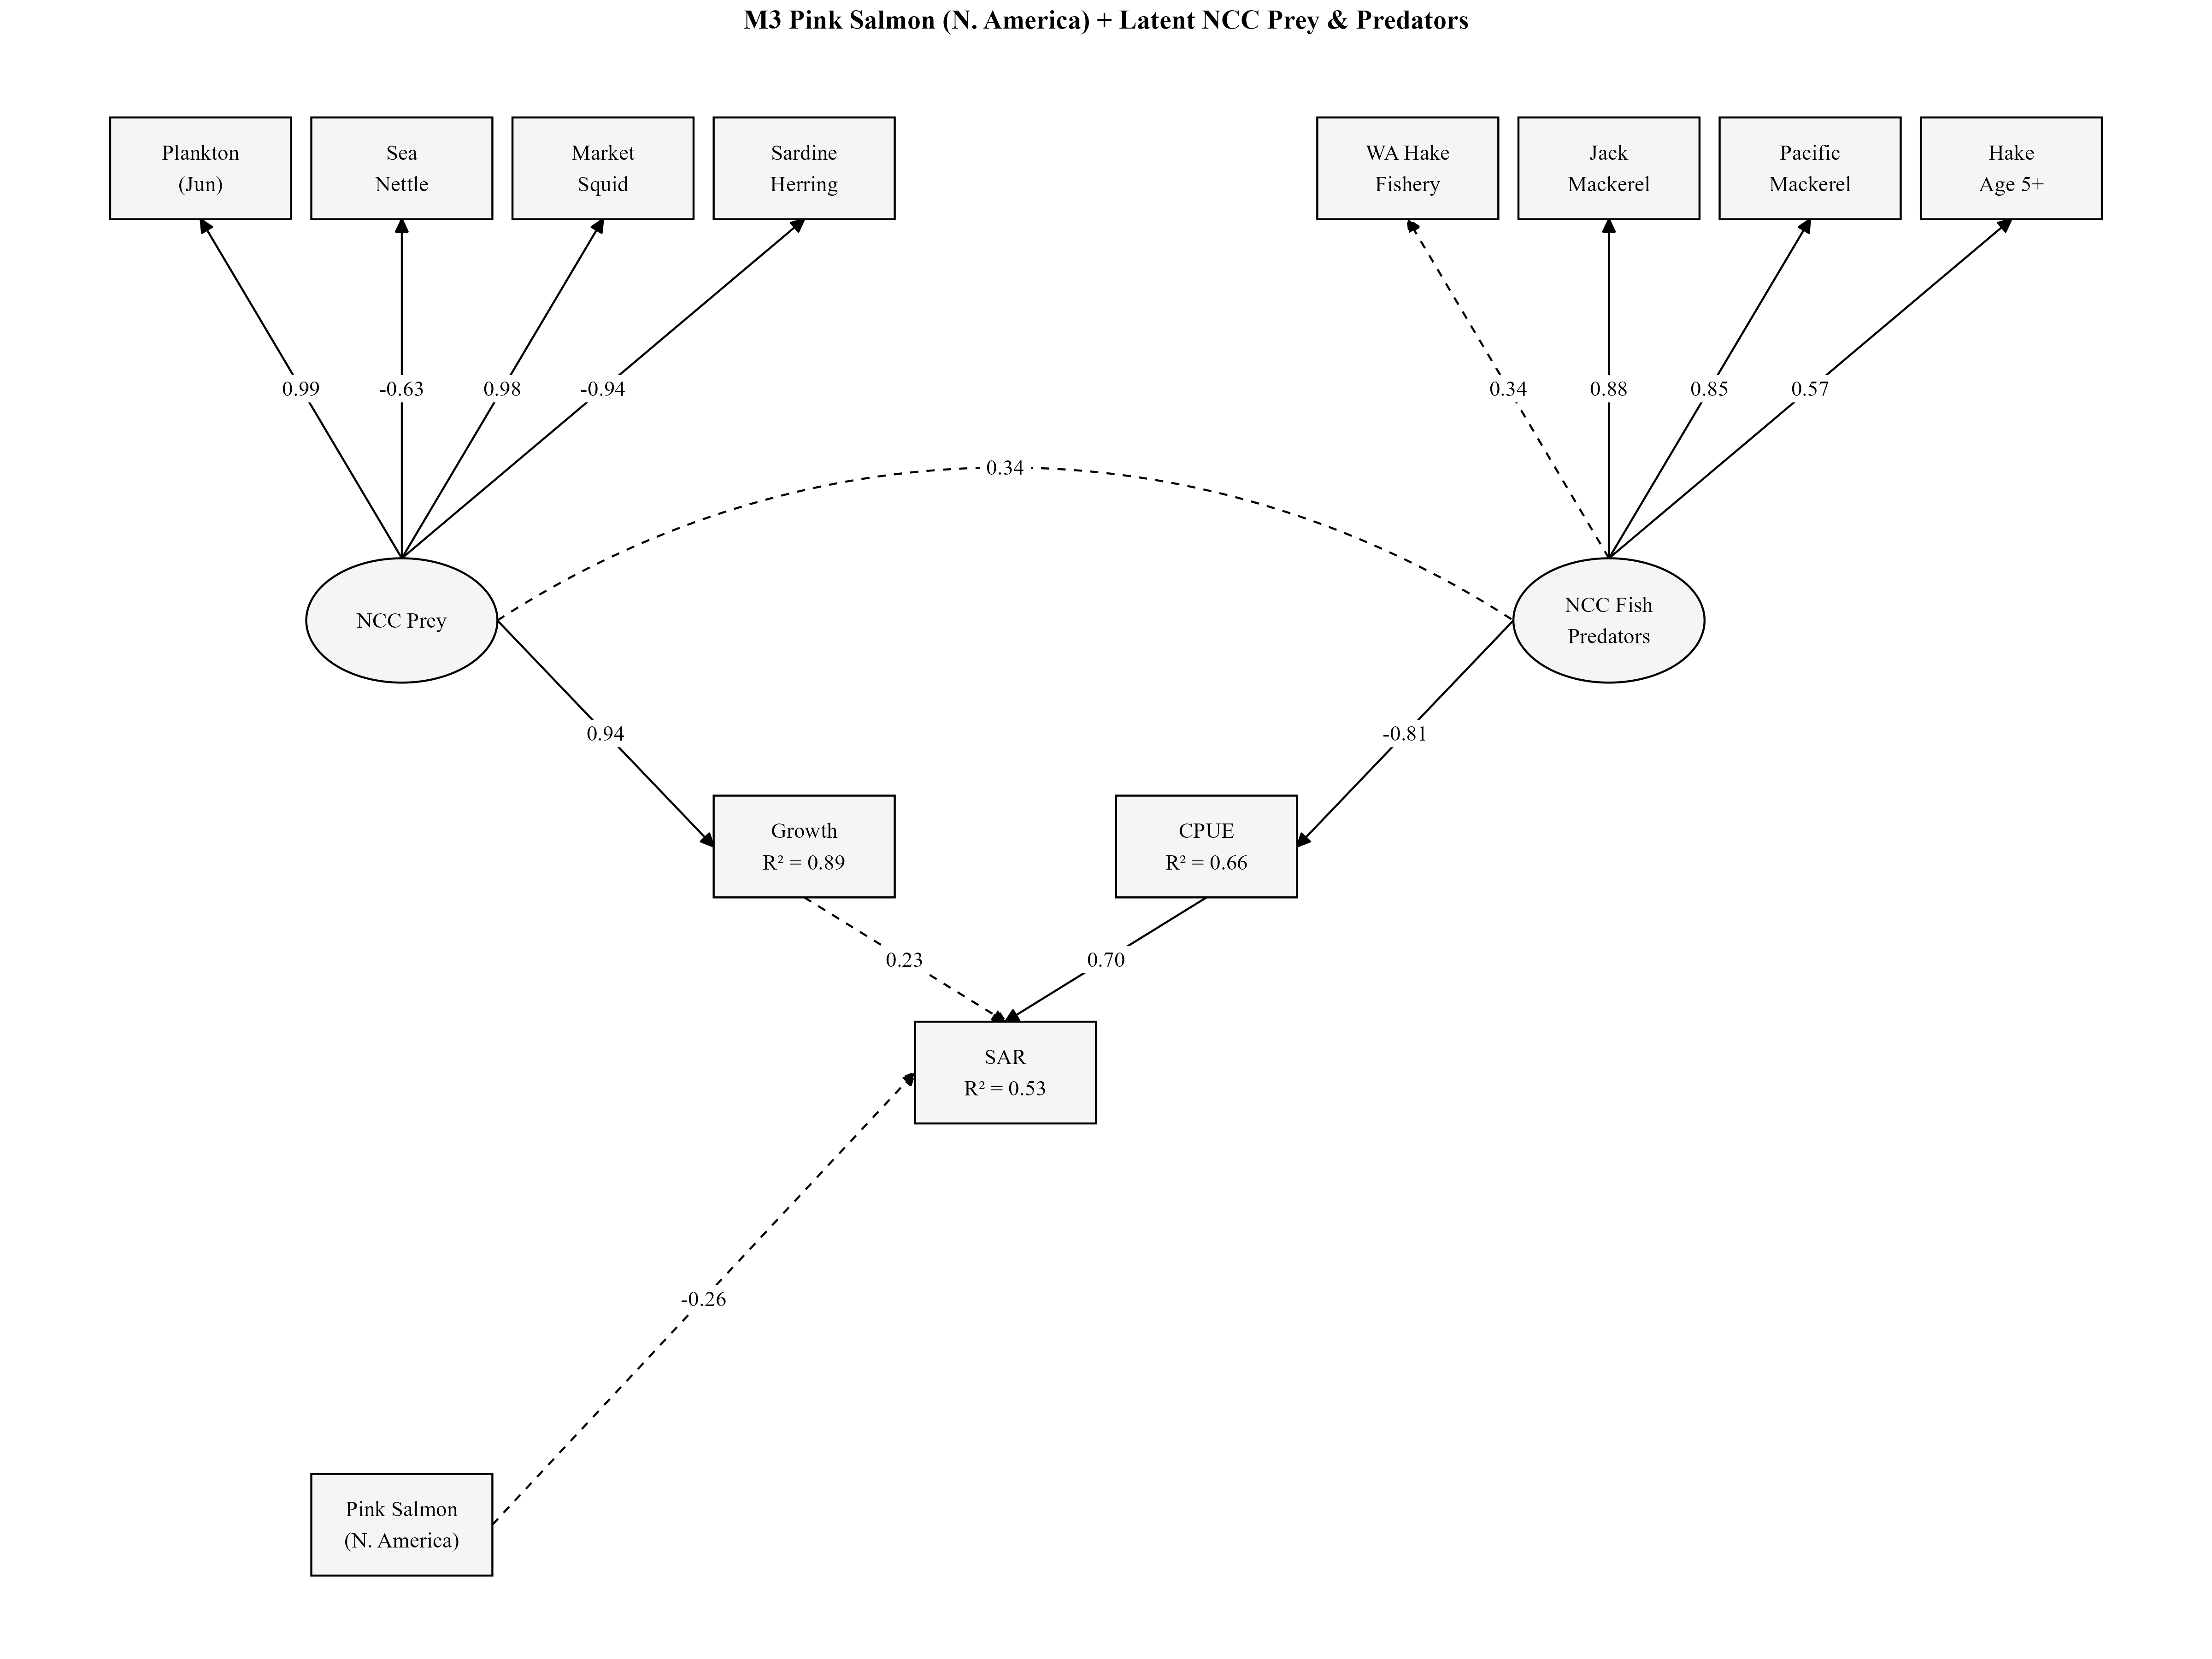 M3 Pink Salmon (N. America) + Latent NCC Prey & Predators
Plankton
(Jun)
Sea
Nettle
Market
Squid
Sardine
Herring
WA Hake
Fishery
Jack
Mackerel
Pacific
Mackerel
Hake
Age 5+
0.99
-0.63
0.98
-0.94
0.34
0.88
0.85
0.57
0.34
NCC Prey
NCC Fish
Predators
0.94
-0.81
Growth
R² = 0.89
CPUE
R² = 0.66
0.23
0.70
SAR
R² = 0.53
-0.26
Pink Salmon
(N. America)